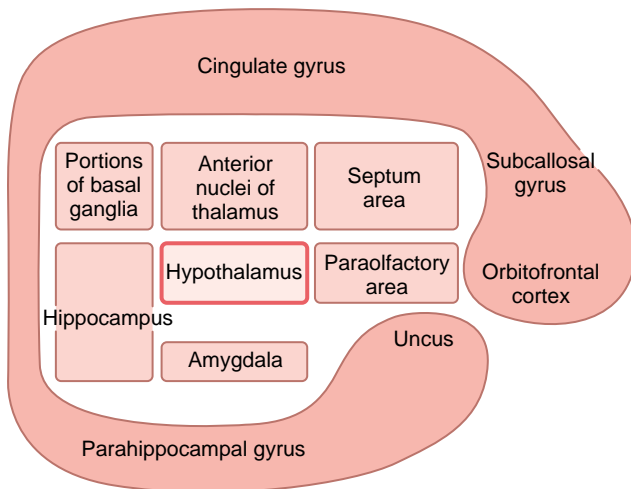 Cingulate gyrus
Portions
of basal
ganglia
Anterior
nuclei of
thalamus
Septum
area
Subcallosal
gyrus
Hypothalamus
Paraolfactory
area
Orbitofrontal
cortex
Hippocampus
Uncus
Amygdala
Parahippocampal gyrus